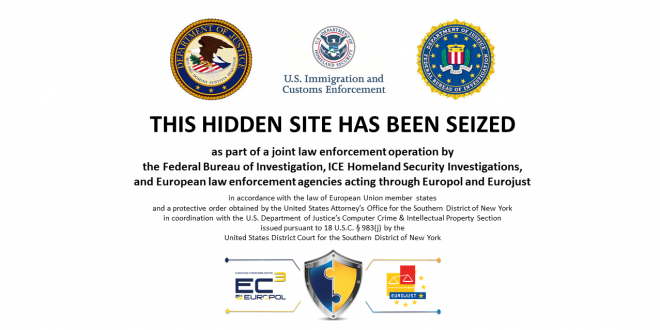 DEPARTMENT OF JUSTICE
U.S. DEPARTMENT OF
HOMELAND SECURITY
DEPARTMENT OF JUSTICE
FEDERAL BUREAU OF INVESTIGATION
U.S. Immigration and
Customs Enforcement
THIS HIDDEN SITE HAS BEEN SEIZED
as part of a joint law enforcement operation by
the Federal Bureau of Investigation, ICE Homeland Security Investigations,
and European law enforcement agencies acting through Europol and Eurojust
in accordance with the law of European Union member states
and a protective order obtained by the United States Attorney's Office for the Southern District of New York
in coordination with the U.S. Department of Justice's Computer Crime & Intellectual Property Section
issued pursuant to 18 U.S.C. § 983(j) by the
United States District Court for the Southern District of New York
EC3
EUROPOL
EUROJUST